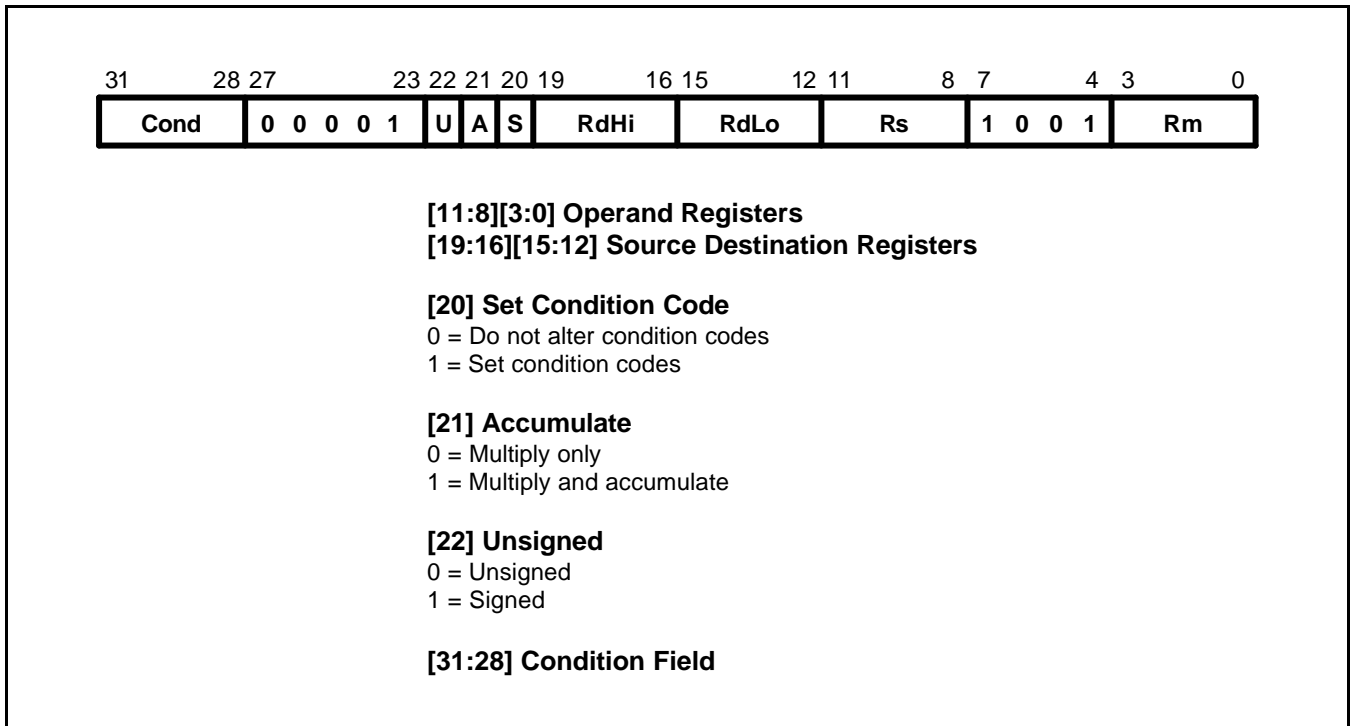 31 28 27 23 22 21 20 19 16 15 12 11 8 7 4 3 0
Cond 0 0 0 0 1 U A S RdHi RdLo Rs 1 0 0 1 Rm
[11:8][3:0] Operand Registers
[19:16][15:12] Source Destination Registers
[20] Set Condition Code
0 = Do not alter condition codes
1 = Set condition codes
[21] Accumulate
0 = Multiply only
1 = Multiply and accumulate
[22] Unsigned
0 = Unsigned
1 = Signed
[31:28] Condition Field